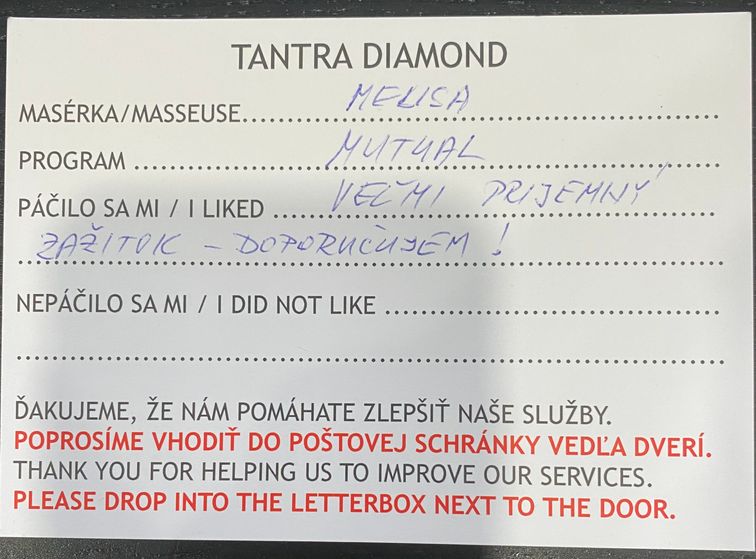 TANTRA DIAMOND
MASÉRKA/MASSEUSE.......... MELISA ..........
PROGRAM .......... MUTUAL ..........
PÁČILO SA MI / I LIKED .......... VEĽMI PRIJEMNÝ
ZAŽITOK – DOPORUČUJEM !
NEPÁČILO SA MI / I DID NOT LIKE ..........
..........
ĎAKUJEME, ŽE NÁM POMÁHATE ZLEPŠIŤ NAŠE SLUŽBY.
POPROSÍME VHODIŤ DO POŠTOVEJ SCHRÁNKY VEDĽA DVERÍ.
THANK YOU FOR HELPING US TO IMPROVE OUR SERVICES.
PLEASE DROP INTO THE LETTERBOX NEXT TO THE DOOR.